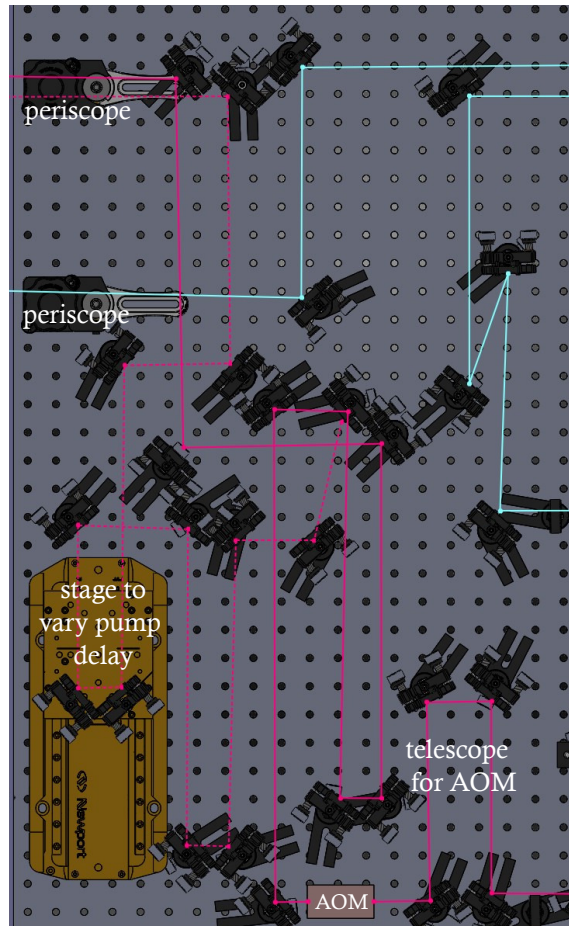 periscope
periscope
stage to
vary pump
delay
telescope
for AOM
Newport
AOM